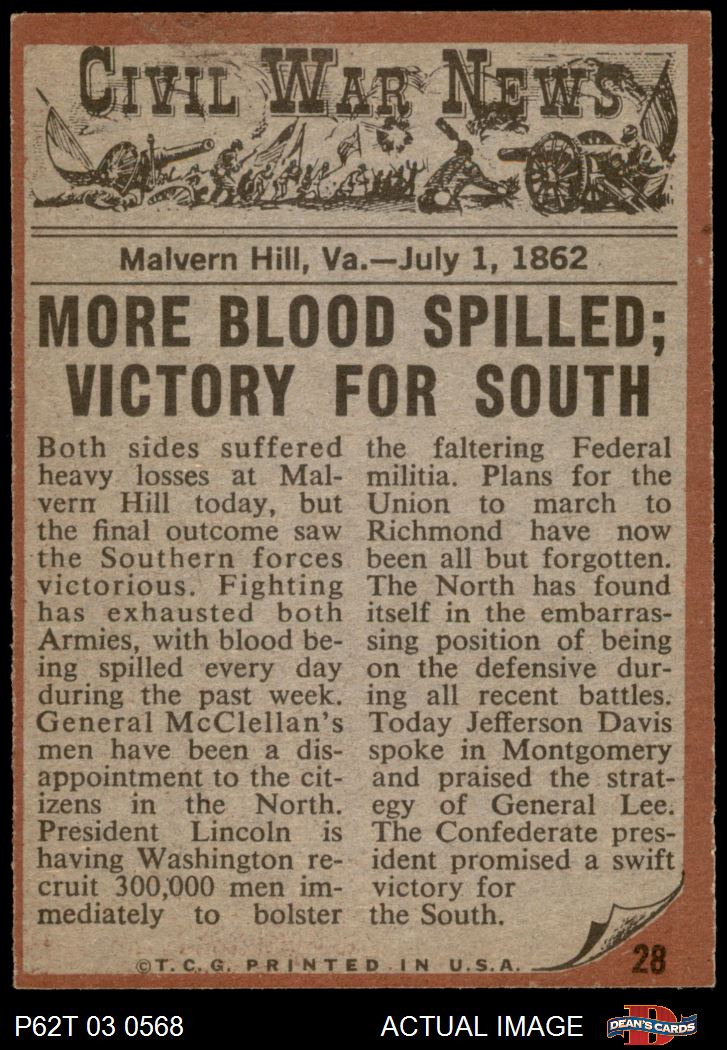 CIVIL WAR NEWS
Malvern Hill, Va.—July 1, 1862
MORE BLOOD SPILLED;
VICTORY FOR SOUTH
Both sides suffered
heavy losses at Mal-
vern Hill today, but
the final outcome saw
the Southern forces
victorious. Fighting
has exhausted both
Armies, with blood be-
ing spilled every day
during the past week.
General McClellan's
men have been a dis-
appointment to the cit-
izens in the North.
President Lincoln is
having Washington re-
cruit 300,000 men im-
mediately to bolster
the faltering Federal
militia. Plans for the
Union to march to
Richmond have now
been all but forgotten.
The North has found
itself in the embarras-
sing position of being
on the defensive dur-
ing all recent battles.
Today Jefferson Davis
spoke in Montgomery
and praised the strat-
egy of General Lee.
The Confederate pres-
ident promised a swift
victory for
the South.
©T.C.G. PRINTED IN U.S.A.
28
P62T 03 0568
ACTUAL IMAGE
D
DEAN'S CARDS